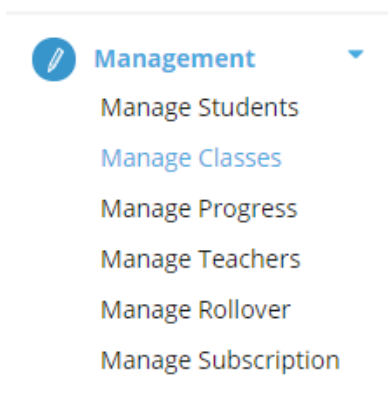 Management
Manage Students
Manage Classes
Manage Progress
Manage Teachers
Manage Rollover
Manage Subscription